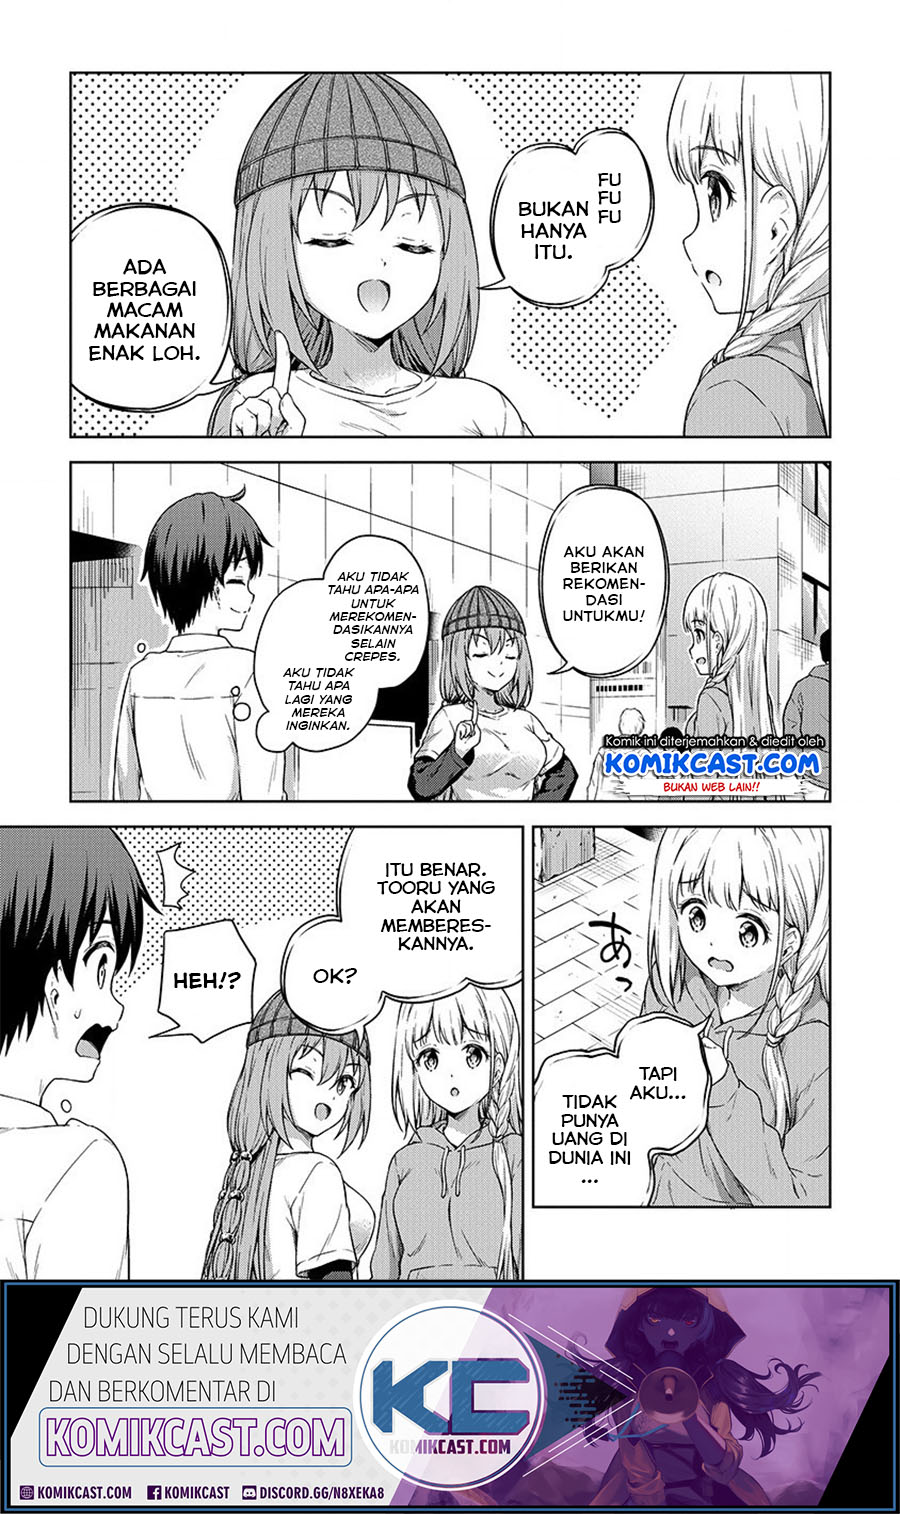 FU
FU
FU
BUKAN
HANYA
ITU.
ADA
BERBAGAI
MACAM
MAKANAN
ENAK LOH.
AKU AKAN
BERIKAN
REKOMEN-
DASI
UNTUKMU!
AKU TIDAK
TAHU APA-APA
UNTUK
MEREKOMEN-
DASIKANNYA
SELAIN
CREPES.
AKU TIDAK
TAHU APA
LAGI YANG
MEREKA
INGINKAN.
Komik ini diterjemahkan & diedit oleh
KOMIKCAST.COM
BUKAN WEB LAIN!!
あっ
TAPI
AKU...
TIDAK
PUNYA
UANG DI
DUNIA INI
...
ITU BENAR.
TOORU YANG
AKAN
MEMBERES-
KANNYA.
OK?
HEH!?
DUKUNG TERUS KAMI
DENGAN SELALU MEMBACA
DAN BERKOMENTAR DI
KOMIKCAST.COM
KC
KOMIKCAST.COM
KOMIKCAST.COM
KOMIKCAST
DISCORD.GG/N8XEKA8